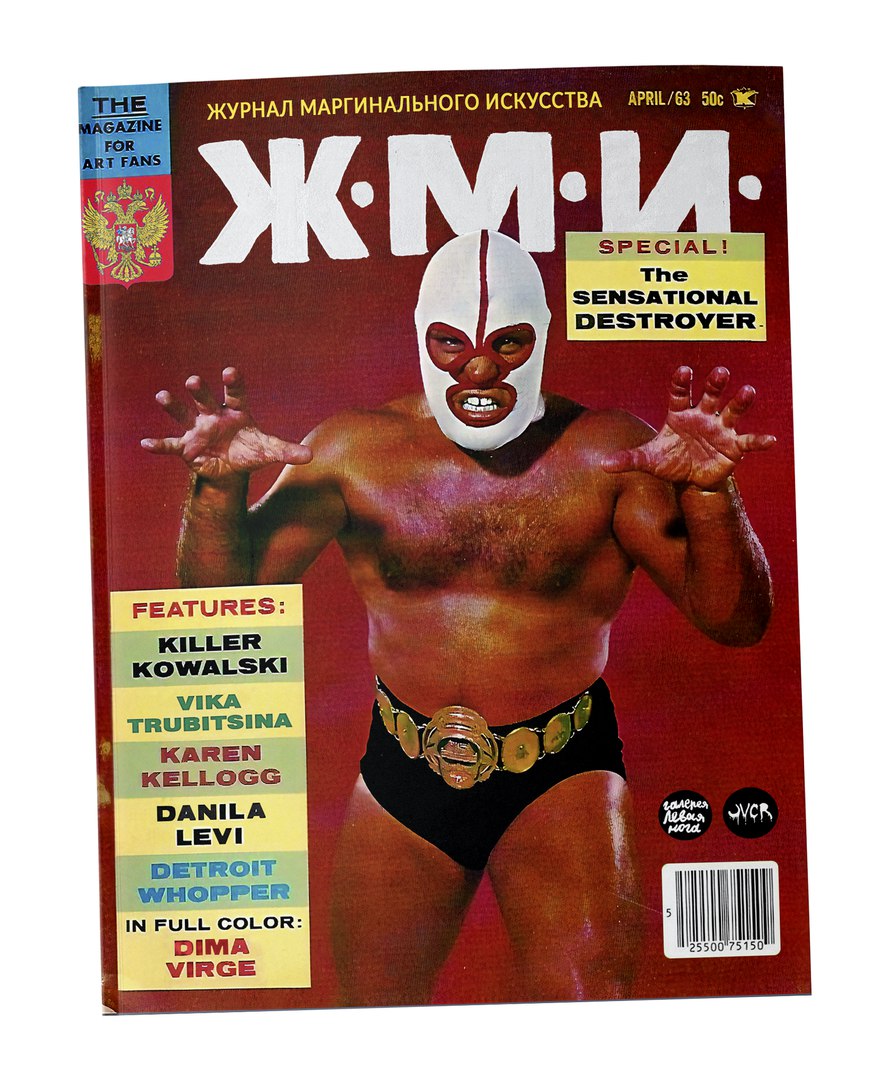 THE
MAGAZINE
FOR
ART FANS
ЖУРНАЛ МАРГИНАЛЬНОГО ИСКУССТВА
APRIL/63 50c K
Ж·М·И·
SPECIAL!
The
SENSATIONAL
DESTROYER
FEATURES:
KILLER
KOWALSKI
VIKA
TRUBITSINA
KAREN
KELLOGG
DANILA
LEVI
DETROIT
WHOPPER
IN FULL COLOR:
DIMA
VIRGE
галерея
Левая
нога
VCR
5
25500 75150